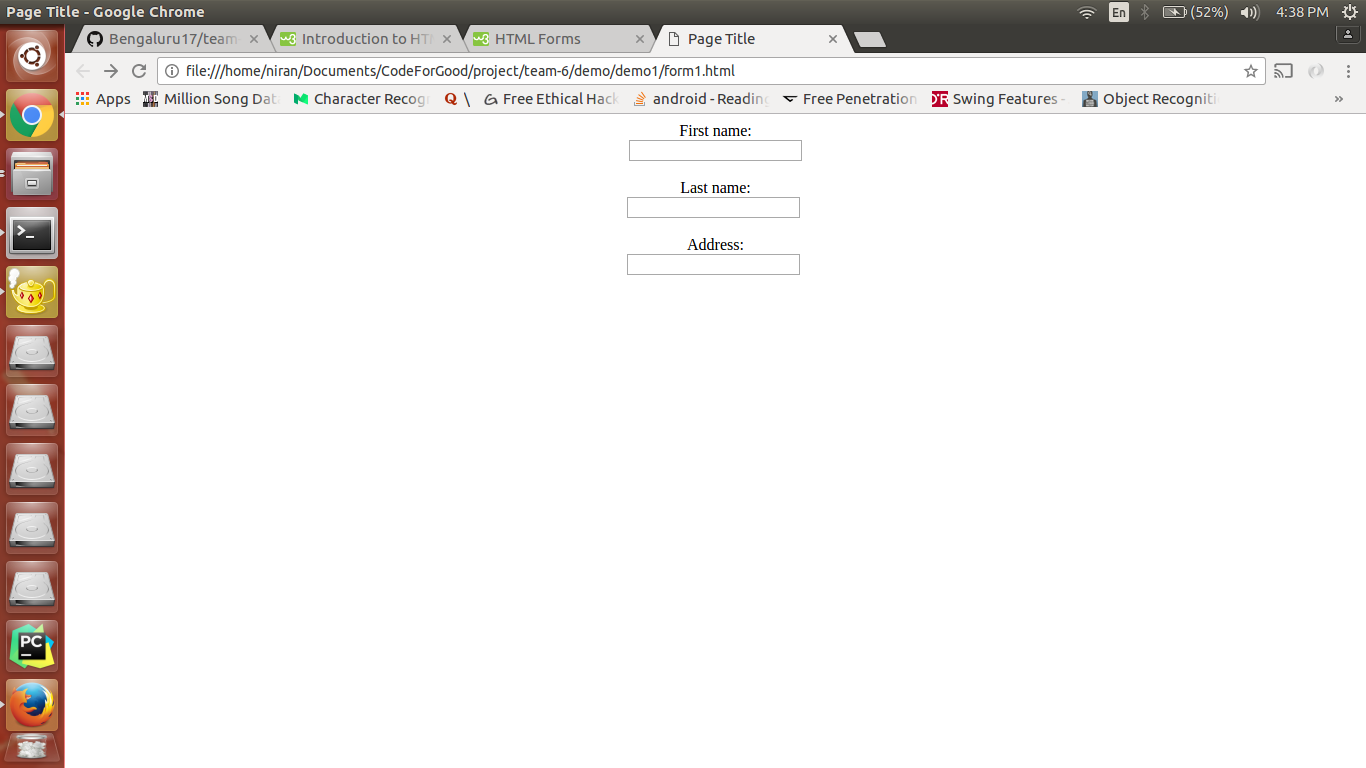 Page Title - Google Chrome
En
(52%)
4:38 PM
Bengaluru17/team
Introduction to HTM
HTML Forms
Page Title
file:///home/niran/Documents/CodeForGood/project/team-6/demo/demo1/form1.html
Apps
Million Song Dat
Character Recog
\
Free Ethical Hack
android - Reading
Free Penetration
Swing Features -
Object Recogniti
»
First name:
Last name:
Address:
PC